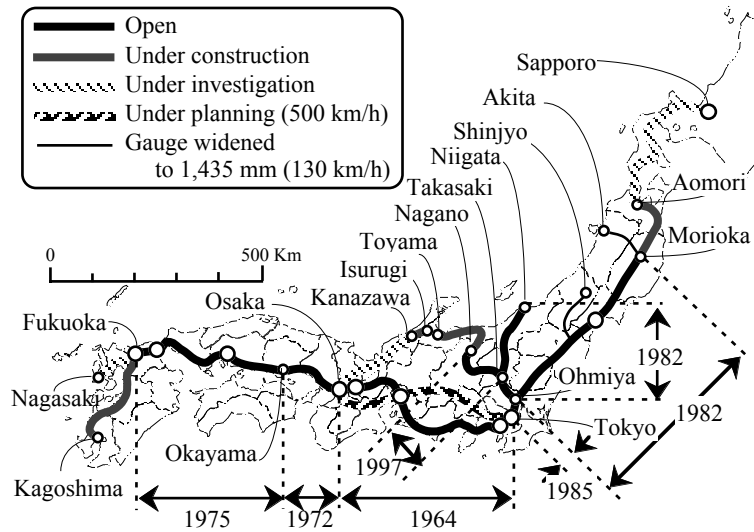 Open
Under construction
Under investigation
Under planning (500 km/h)
Gauge widened
to 1,435 mm (130 km/h)
Sapporo
Akita
Shinjyo
Niigata
Takasaki
Nagano
Toyama
Isurugi
Kanazawa
Aomori
Morioka
0
500 Km
Osaka
Fukuoka
Nagasaki
Kagoshima
Okayama
Ohmiya
Tokyo
1982
1982
1997
1985
1975
1972
1964